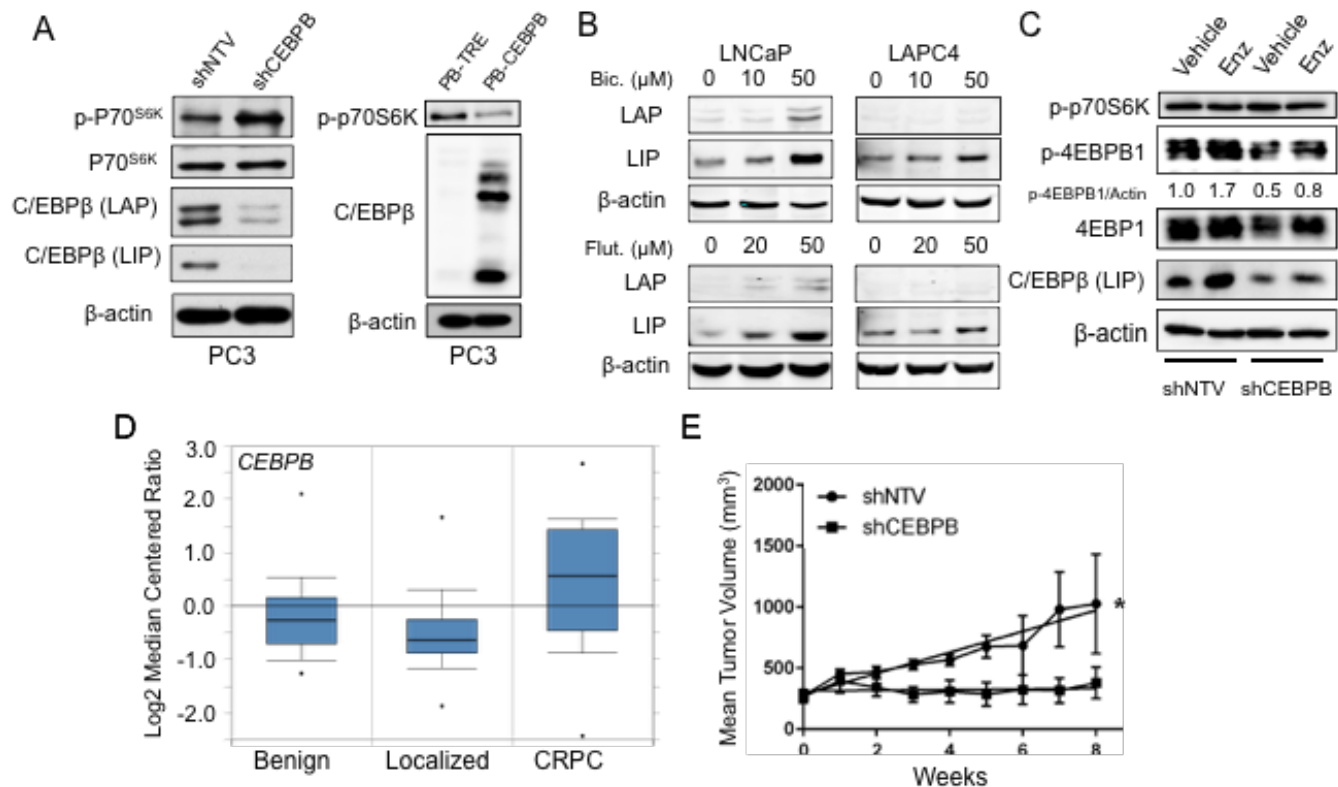 A
shNTV
shCEBPB
p-P70S6K
P70S6K
C/EBPβ (LAP)
C/EBPβ (LIP)
β-actin
PC3
PB-TRE
PB-CEBPB
p-p70S6K
C/EBPβ
β-actin
PC3
B
LNCaP
LAPC4
Bic. (μM)
0 10 50
0 10 50
LAP
LIP
β-actin
Flut. (μM)
0 20 50
0 20 50
LAP
LIP
β-actin
C
Vehicle
Enz
Vehicle
Enz
p-p70S6K
p-4EBPB1
p-4EBPB1/Actin 1.0 1.7 0.5 0.8
4EBP1
C/EBPβ (LIP)
β-actin
shNTV shCEBPB
D
CEBPB
Log2 Median Centered Ratio
3.0
2.0
1.0
0.0
-1.0
-2.0
Benign Localized CRPC
E
shNTV
shCEBPB
Mean Tumor Volume (mm³)
2000
1500
1000
500
0
*
0 2 4 6 8
Weeks